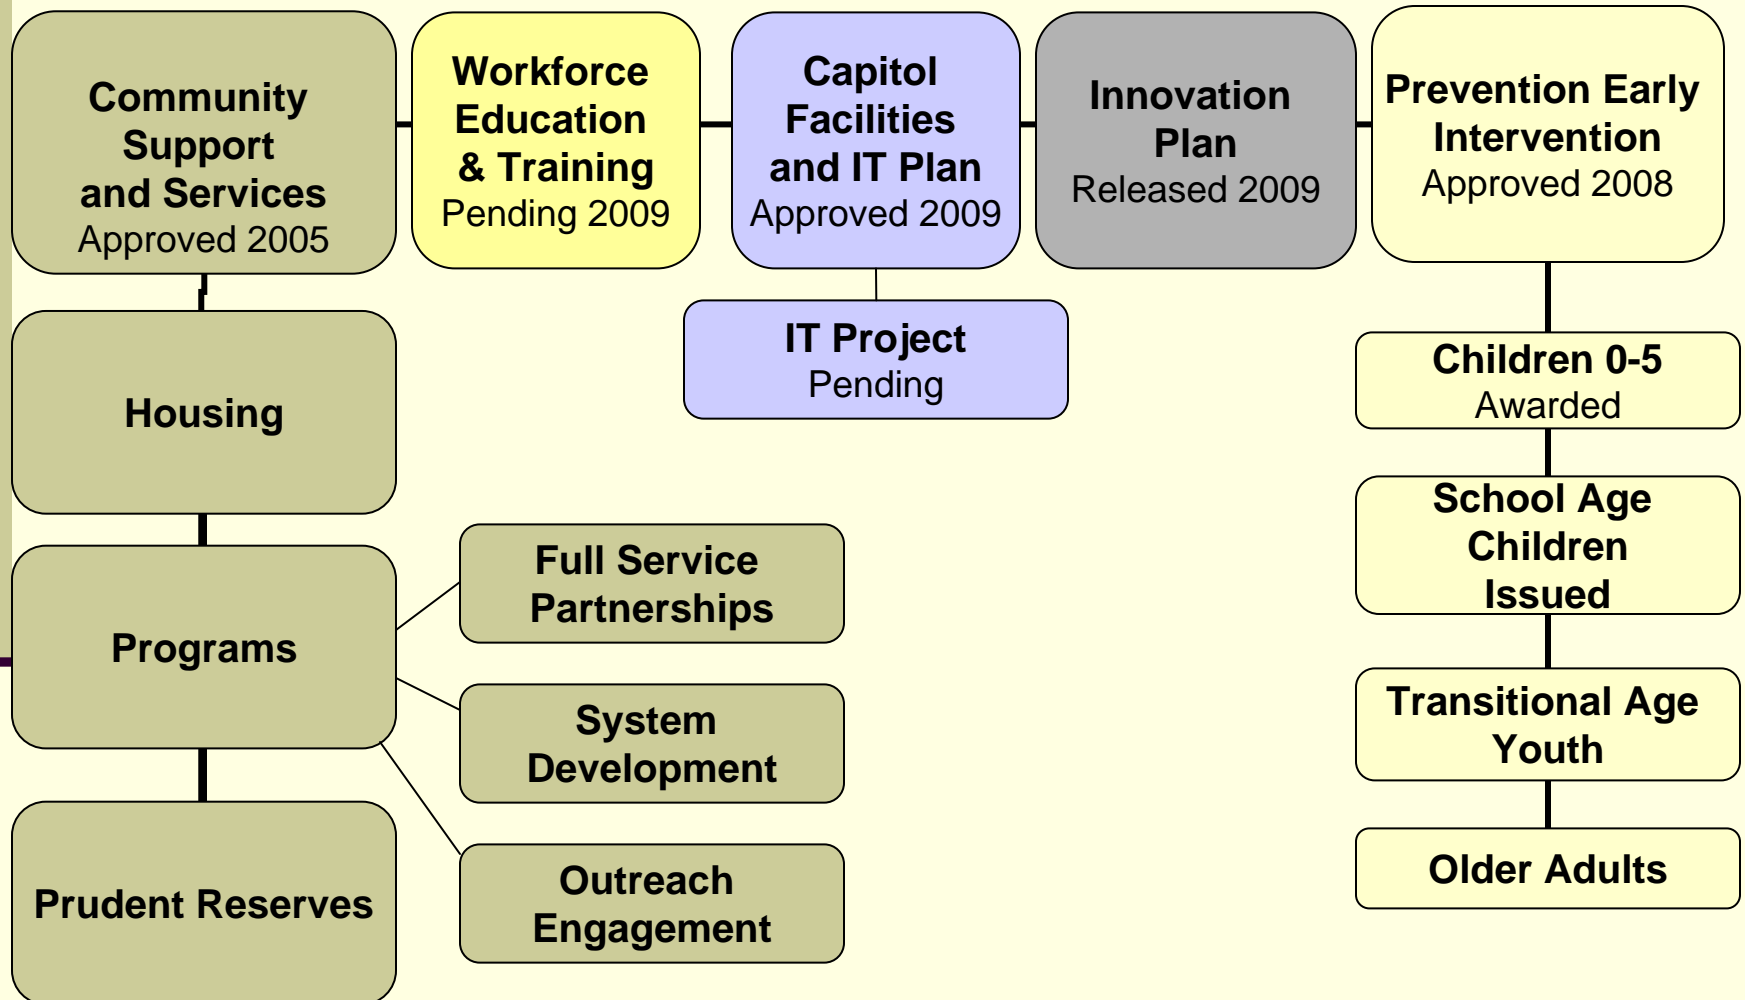 Community
Support
and Services
Approved 2005
Workforce
Education
& Training
Pending 2009
Capitol
Facilities
and IT Plan
Approved 2009
Innovation
Plan
Released 2009
Prevention Early
Intervention
Approved 2008
IT Project
Pending
Housing
Programs
Prudent Reserves
Full Service
Partnerships
System
Development
Outreach
Engagement
Children 0-5
Awarded
School Age
Children
Issued
Transitional Age
Youth
Older Adults